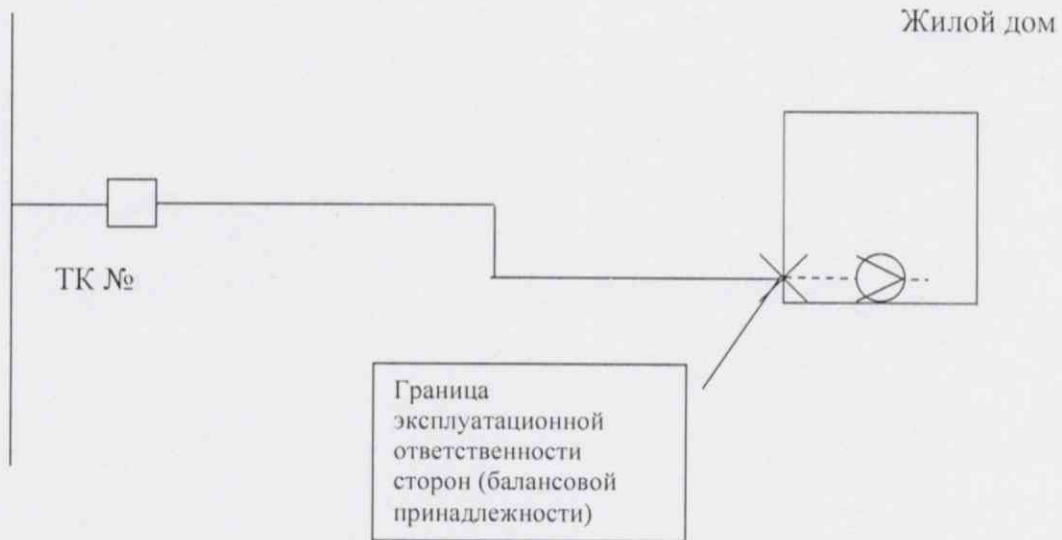 Жилой дом
ТК №
Граница
эксплуатационной
ответственности
сторон (балансовой
принадлежности)